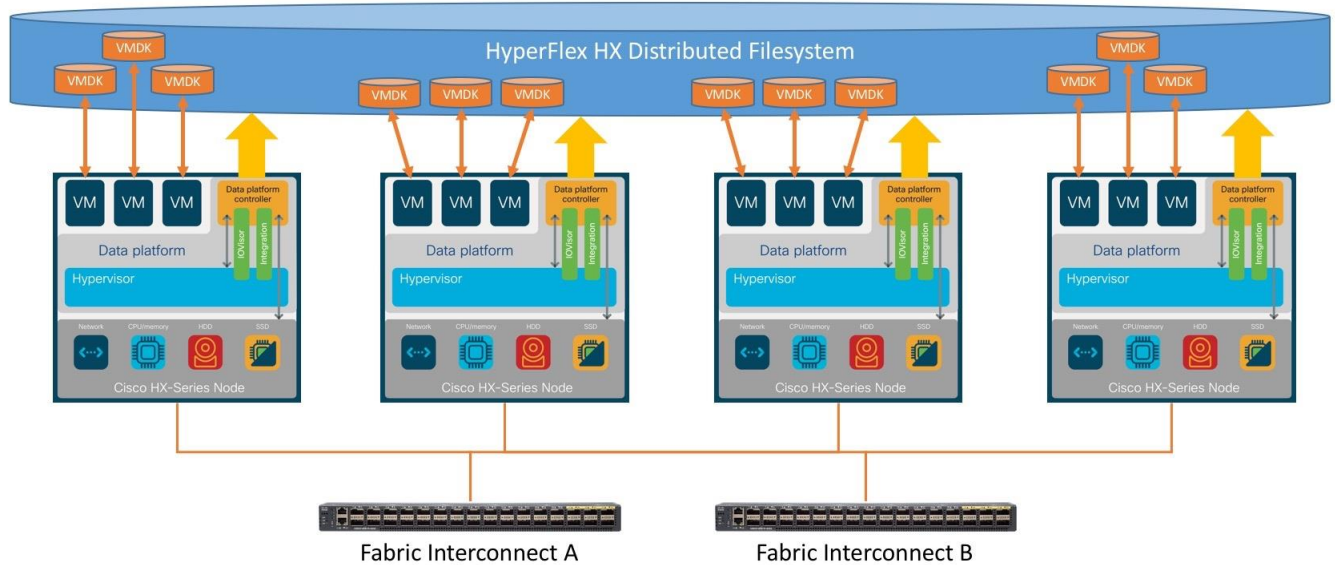 HyperFlex HX Distributed Filesystem
VMDK
VMDK
VMDK
VMDK
VMDK
VMDK
VMDK
VMDK
VMDK
VMDK
VMDK
VMDK
VM VM VM Data platform controller
IOVisor
Integration
Data platform
Hypervisor
Network CPU/memory HDD SSD
Cisco HX-Series Node
VM VM VM Data platform controller
IOVisor
Integration
Data platform
Hypervisor
Network CPU/memory HDD SSD
Cisco HX-Series Node
VM VM VM Data platform controller
IOVisor
Integration
Data platform
Hypervisor
Network CPU/memory HDD SSD
Cisco HX-Series Node
VM VM VM Data platform controller
IOVisor
Integration
Data platform
Hypervisor
Network CPU/memory HDD SSD
Cisco HX-Series Node
Fabric Interconnect A
Fabric Interconnect B